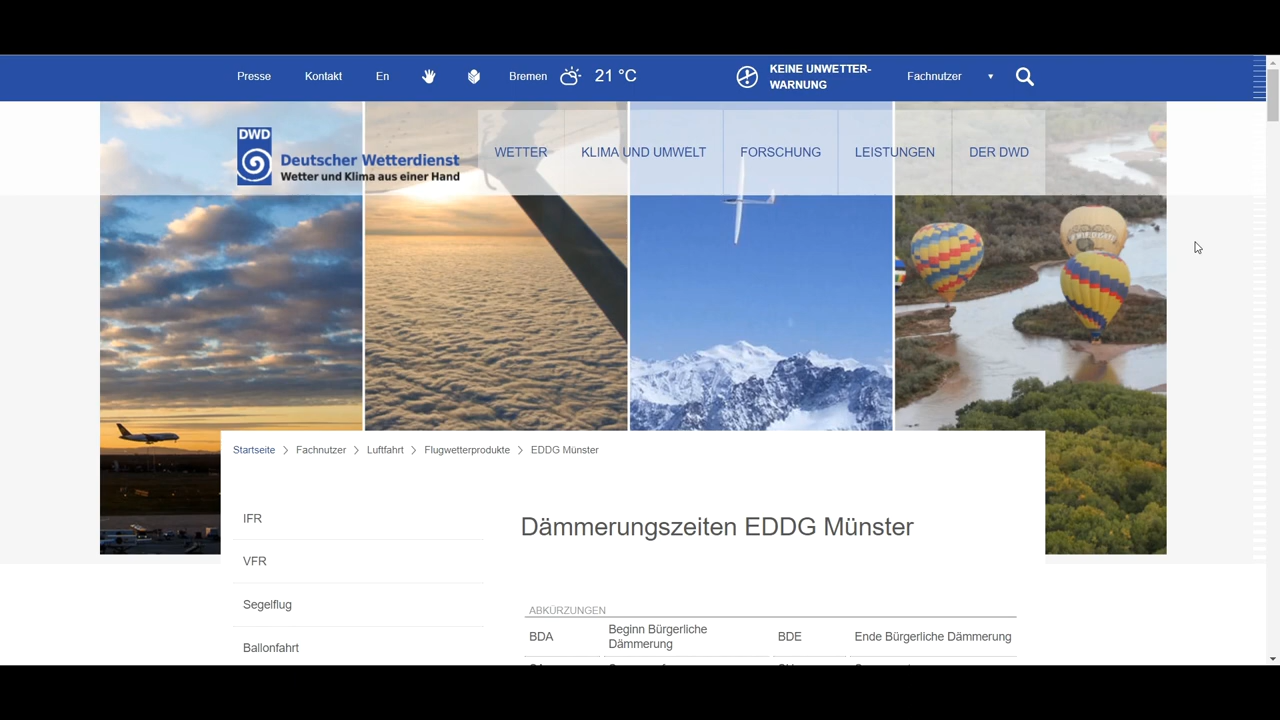 Presse Kontakt En Bremen 21 °C KEINE UNWETTER-
WARNUNG Fachnutzer
DWD
Deutscher Wetterdienst
Wetter und Klima aus einer Hand
WETTER KLIMA UND UMWELT FORSCHUNG LEISTUNGEN DER DWD
Startseite Fachnutzer Luftfahrt Flugwetterprodukte EDDG Münster
IFR
VFR
Segelflug
Ballonfahrt
Dämmerungszeiten EDDG Münster
ABKÜRZUNGEN
BDA Beginn Bürgerliche
Dämmerung BDE Ende Bürgerliche Dämmerung